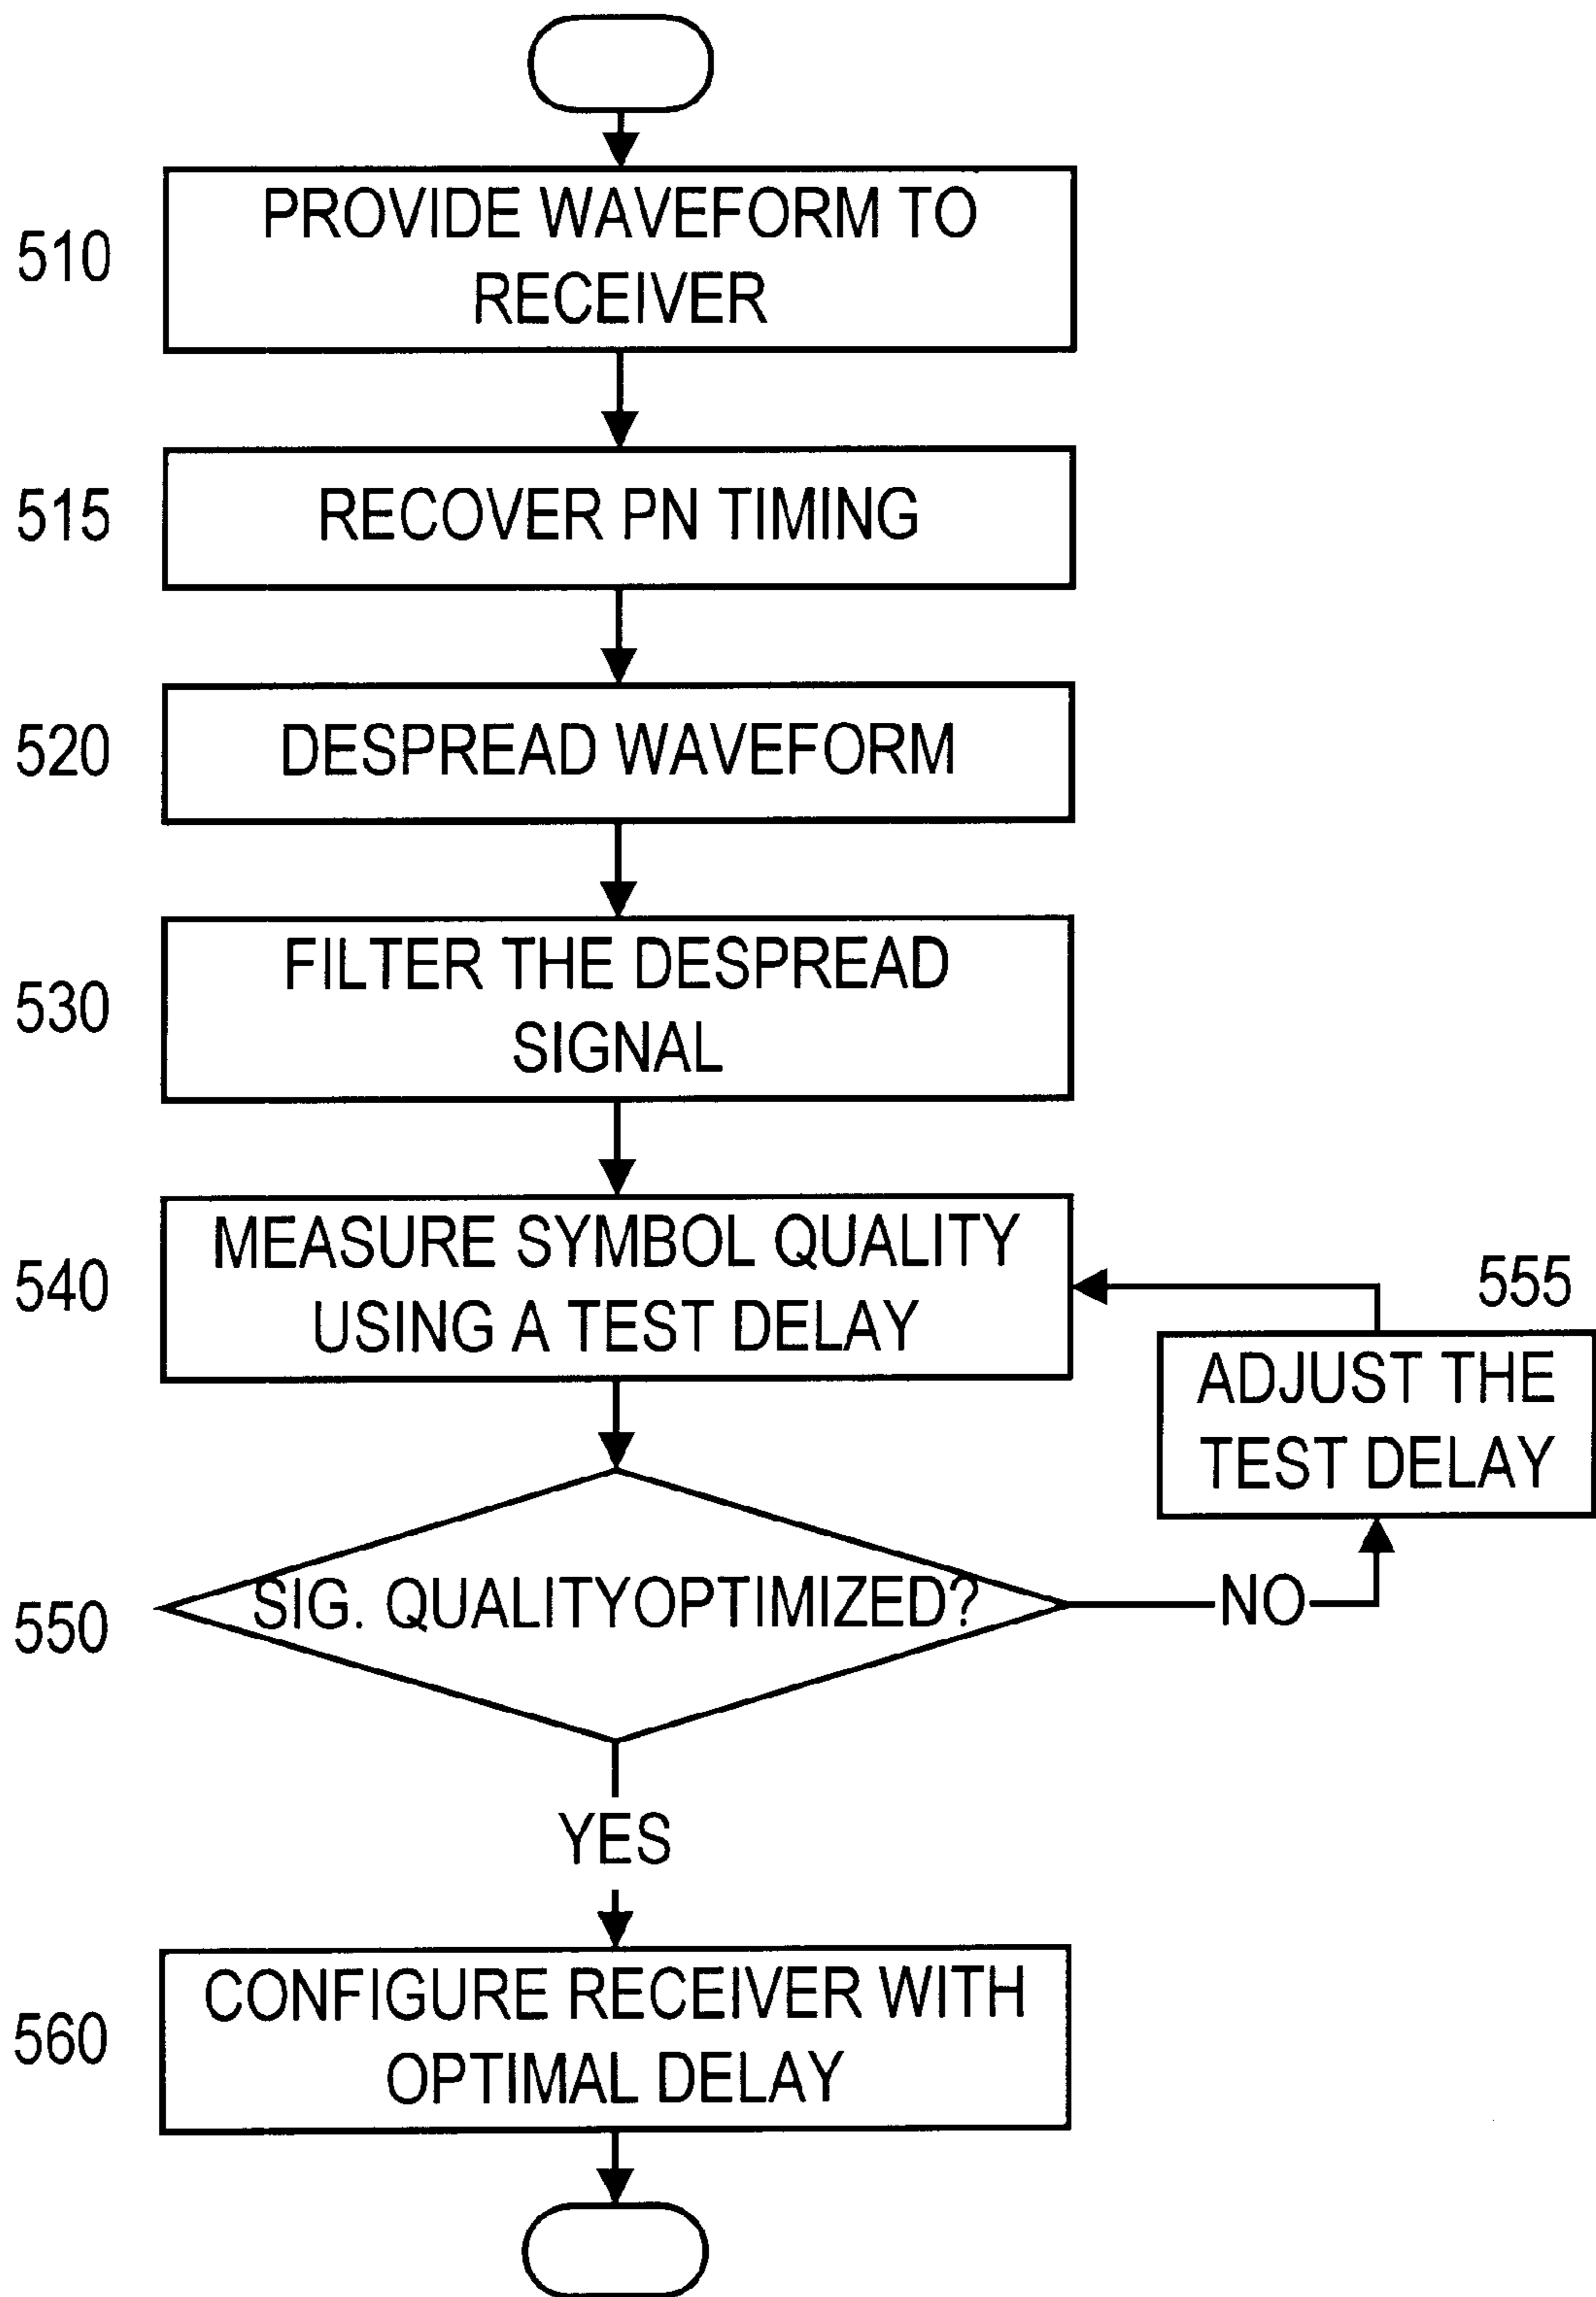 510
PROVIDE WAVEFORM TO
RECEIVER
515
RECOVER PN TIMING
520
DESPREAD WAVEFORM
530
FILTER THE DESPREAD
SIGNAL
540
MEASURE SYMBOL QUALITY
USING A TEST DELAY
555
ADJUST THE
TEST DELAY
550
SIG. QUALITYOPTIMIZED?
NO
YES
560
CONFIGURE RECEIVER WITH
OPTIMAL DELAY